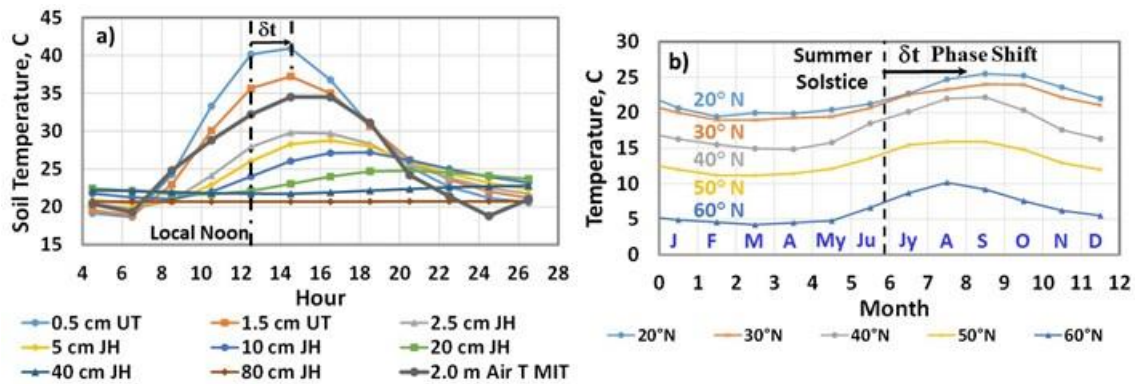 a)
δt
Local Noon
Soil Temperature, C
45
40
35
30
25
20
15
4 6 8 10 12 14 16 18 20 22 24 26 28
Hour
0.5 cm UT 1.5 cm UT 2.5 cm JH
5 cm JH 10 cm JH 20 cm JH
40 cm JH 80 cm JH 2.0 m Air T MIT
b)
Summer
Solstice
δt Phase Shift
Temperature, C
30
25
20
15
10
5
0
20° N
30° N
40° N
50° N
60° N
J F M A My Ju Jy A S O N D
0 1 2 3 4 5 6 7 8 9 10 11 12
Month
20°N 30°N 40°N 50°N 60°N